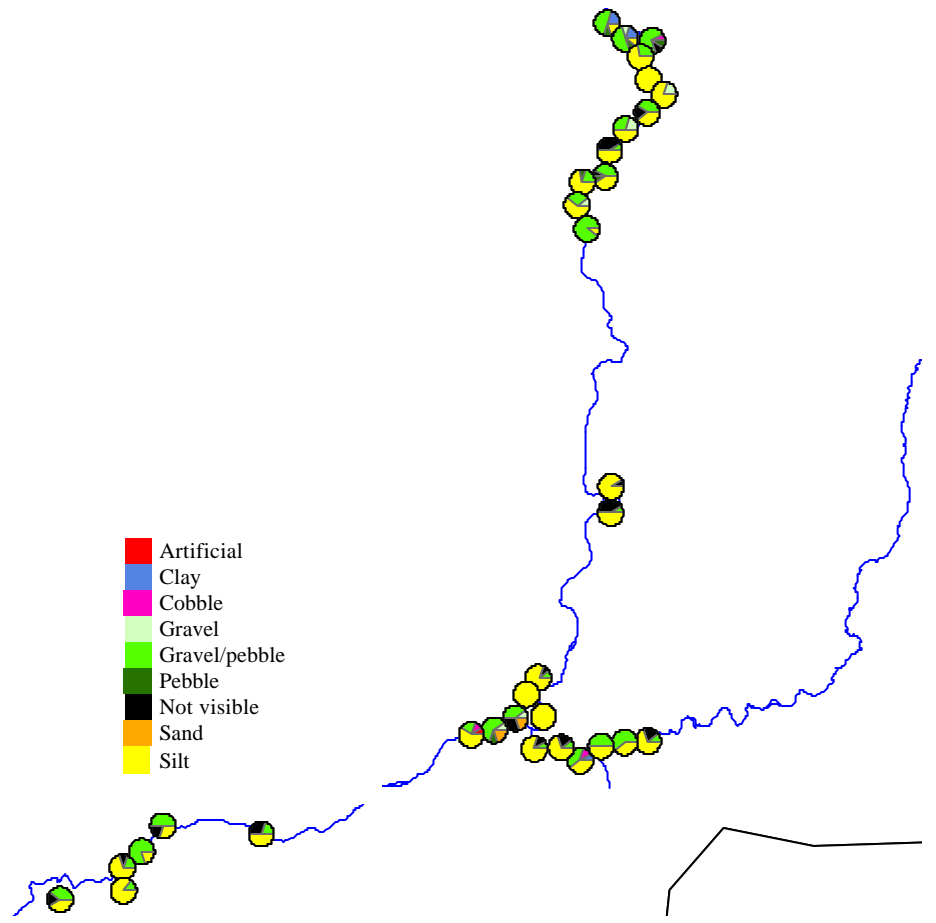 Artificial
Clay
Cobble
Gravel
Gravel/pebble
Pebble
Not visible
Sand
Silt